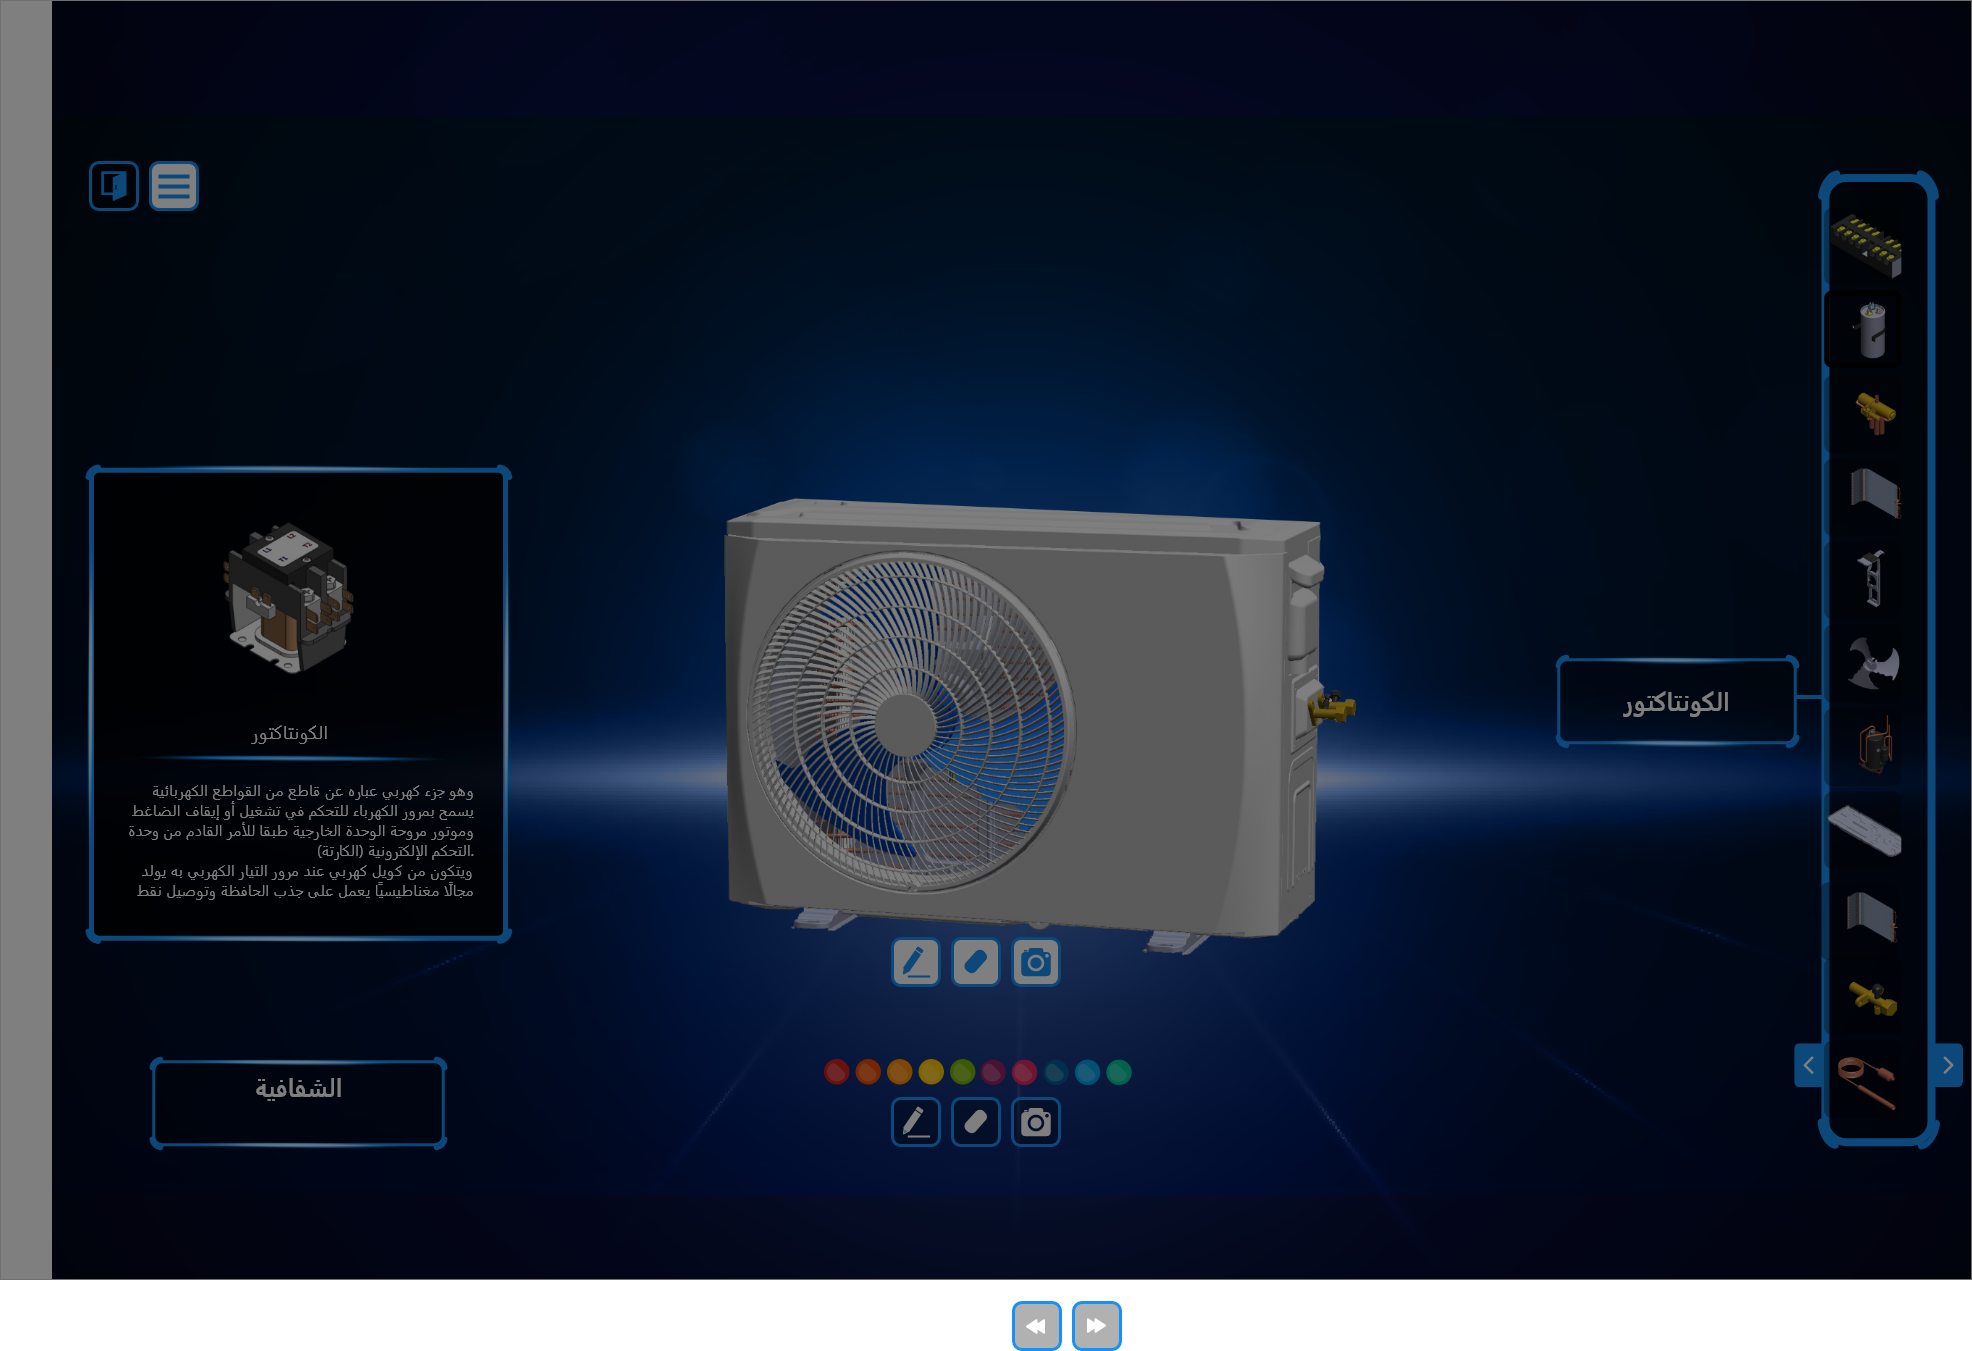 الكونتاكتور
الكونتاكتور
وهو جزء كهربي عباره عن قاطع من القواطع الكهربائية
يسمح بمرور الكهرباء للتحكم في تشغيل أو إيقاف الضاغط
وموتور مروحة الوحدة الخارجية طبقا للأمر القادم من وحدة
.التحكم الإلكترونية (الكارتة)
ويتكون من كويل كهربي عند مرور التيار الكهربي به يولد
مجالًا مغناطيسيًا يعمل على جذب الحافظة وتوصيل نقط
الشفافية